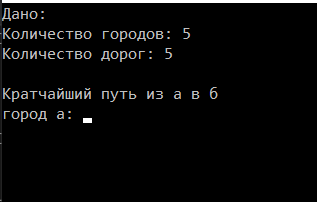 Дано:
Количество городов: 5
Количество дорог: 5
Кратчайший путь из а в б
город а: